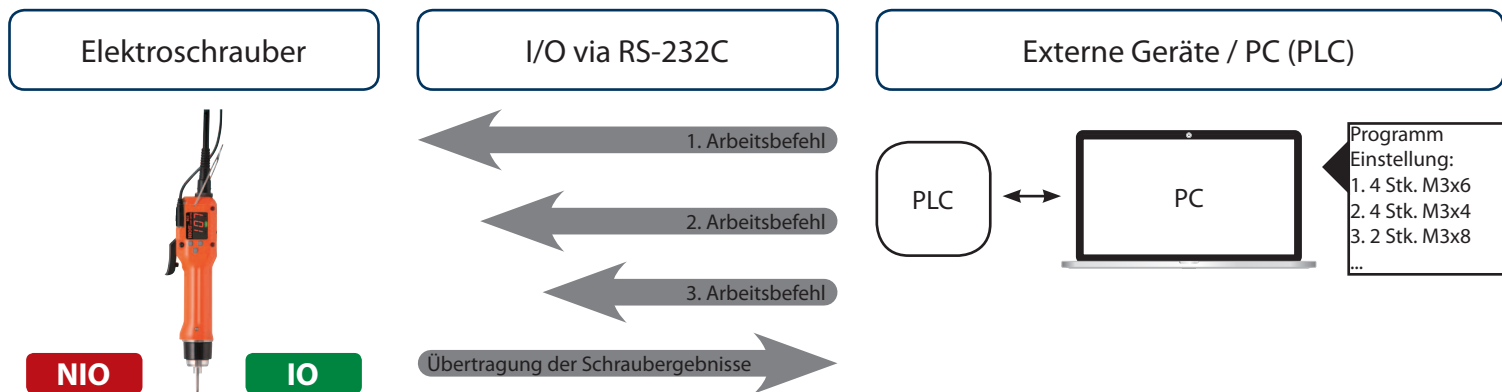 Elektroschrauber
I/O via RS-232C
Externe Geräte / PC (PLC)
1. Arbeitsbefehl
2. Arbeitsbefehl
3. Arbeitsbefehl
Übertragung der Schraubergebnisse
PLC
PC
Programm
Einstellung:
1. 4 Stk. M3x6
2. 4 Stk. M3x4
3. 2 Stk. M3x8
...
NIO
IO